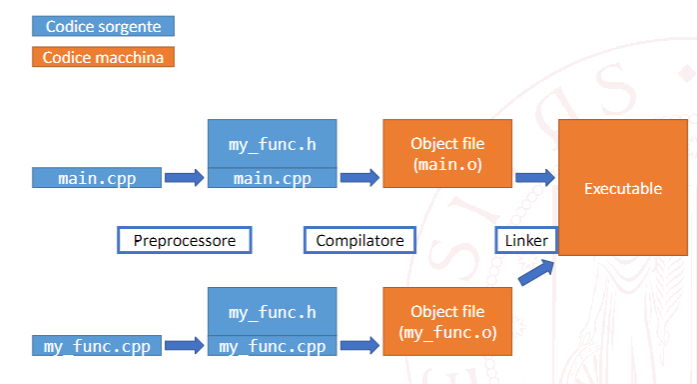 Codice sorgente
Codice macchina
my_func.h
main.cpp
main.cpp
Object file
(main.o)
Executable
Preprocessore
Compilatore
Linker
my_func.cpp
my_func.h
my_func.cpp
Object file
(my_func.o)